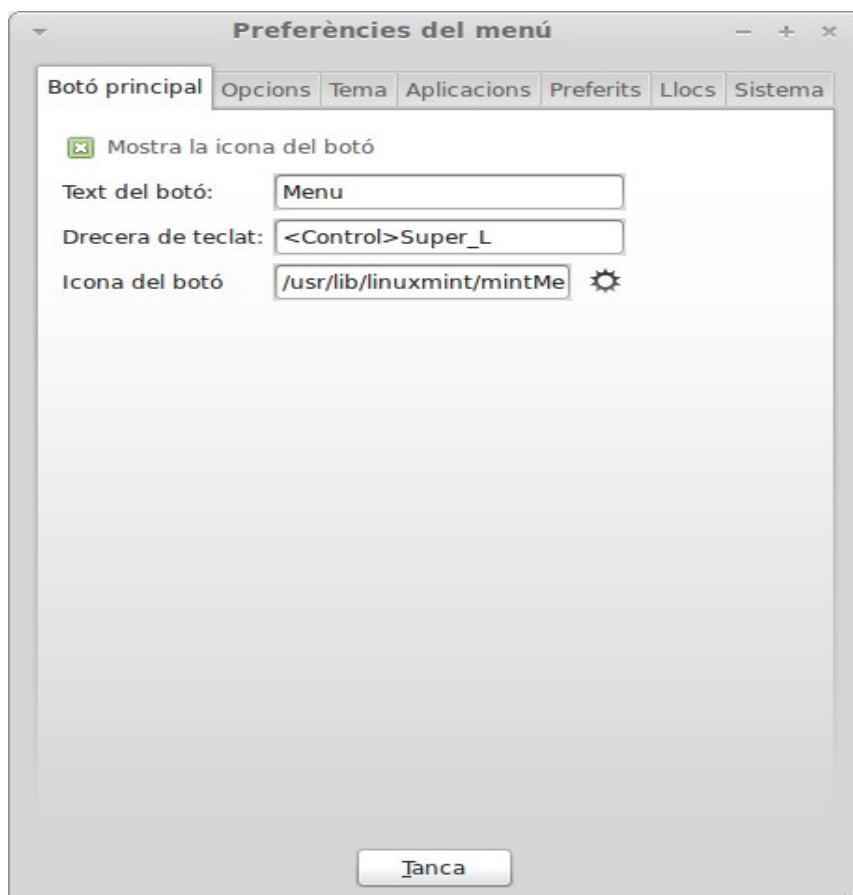 Preferències del menú
Botó principal Opcions Tema Aplicacions Preferits Llocs Sistema
Mostra la icona del botó
Text del botó: Menu
Drecera de teclat: <Control>Super_L
Icona del botó /usr/lib/linuxmint/mintMe
Tanca